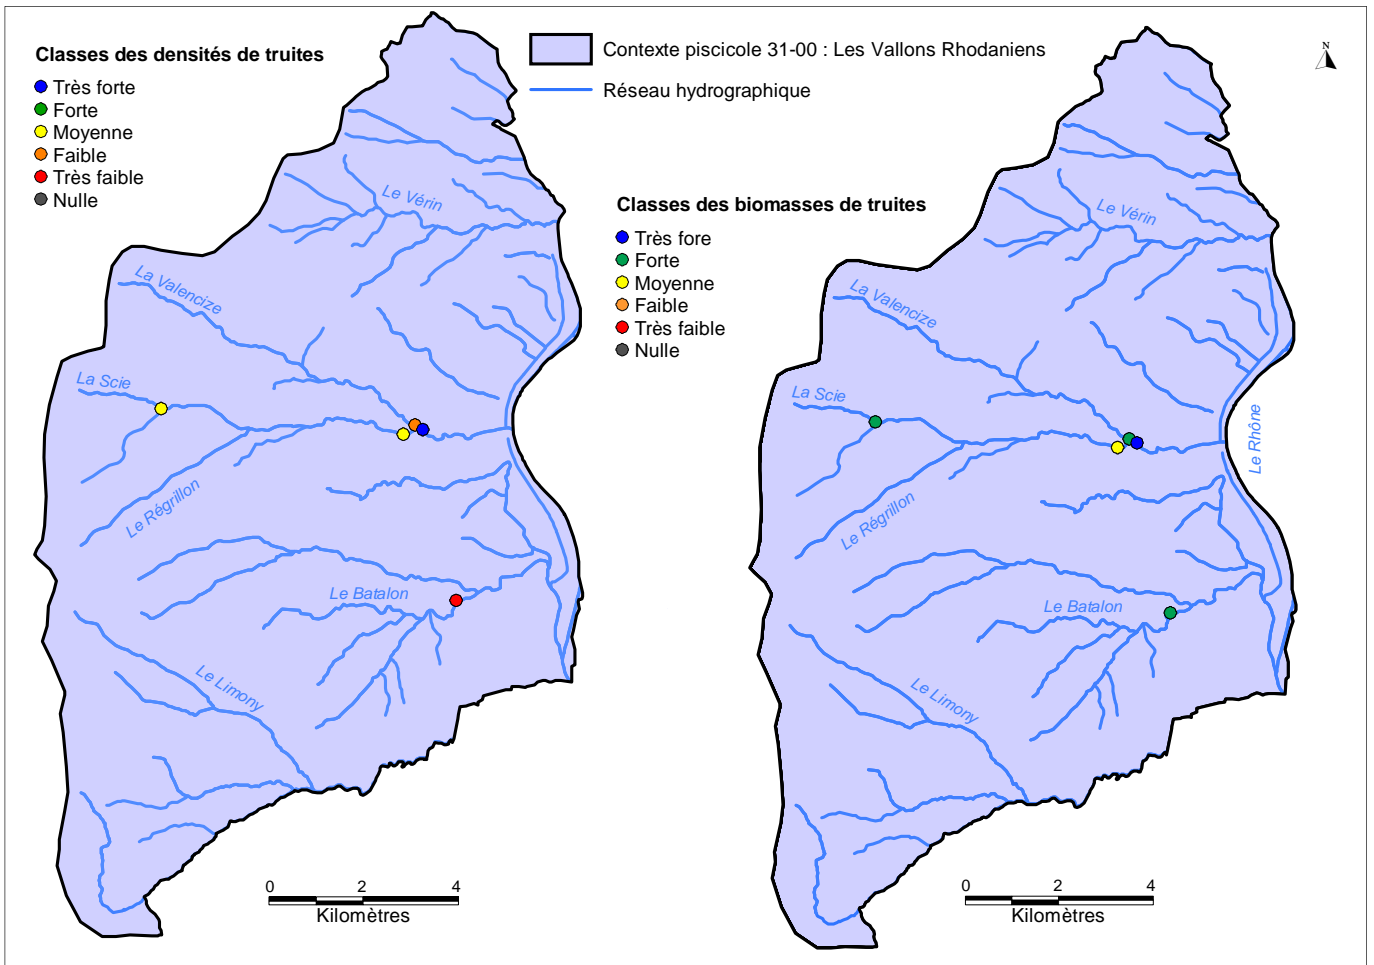 Classes des densités de truites
Très forte
Forte
Moyenne
Faible
Très faible
Nulle
Contexte piscicole 31-00 : Les Vallons Rhodaniens
Réseau hydrographique
N
Classes des biomasses de truites
Très fore
Forte
Moyenne
Faible
Très faible
Nulle
Le Vérin
La Valencize
La Scie
Le Régrillon
Le Batalon
Le Limony
0 2 4
Kilomètres
Le Vérin
La Valencize
La Scie
Le Rhône
Le Régrillon
Le Batalon
Le Limony
0 2 4
Kilomètres